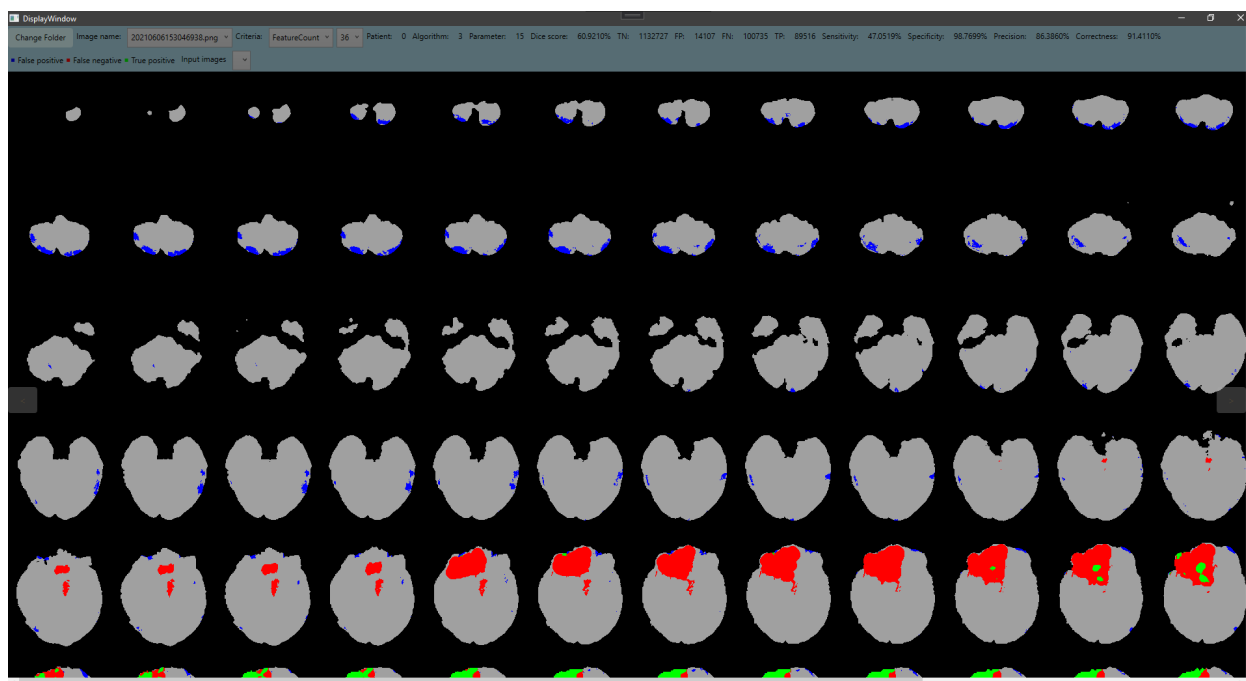 DisplayWindow
Change Folder Image name: 20210606153046938.png Criteria: FeatureCount 36 Patient: 0 Algorithm: 3 Parameter: 15 Dice score: 60.9210% TN: 1132727 FP: 14107 FN: 100735 TP: 89516 Sensitivity: 47.0519% Specificity: 98.7699% Precision: 86.3860% Correctness: 91.4110%
False positive False negative True positive Input images